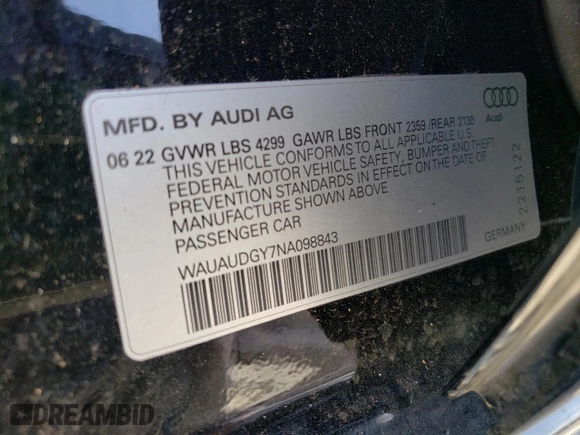 MFD. BY AUDI AG
Audi
06 22 GVWR LBS 4299 GAWR LBS FRONT 2359 /REAR 2138
THIS VEHICLE CONFORMS TO ALL APPLICABLE U.S.
FEDERAL MOTOR VEHICLE SAFETY, BUMPER AND THEFT
PREVENTION STANDARDS IN EFFECT ON THE DATE OF
MANUFACTURE SHOWN ABOVE
PASSENGER CAR
WAUAUDGY7NA098843
2215122
GERMANY
DREAMBID